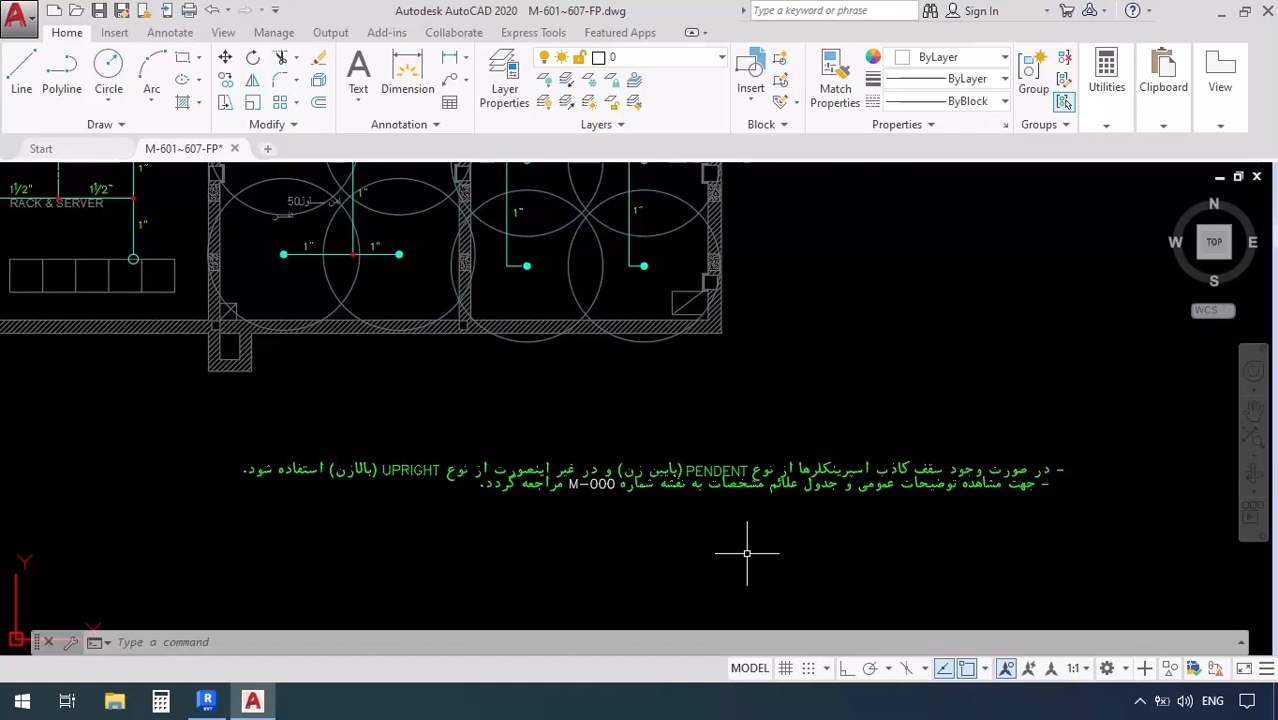 Autodesk AutoCAD 2020 M-601~607-FP.dwg
Type a keyword or phrase
Sign In
Home Insert Annotate View Manage Output Add-ins Collaborate Express Tools Featured Apps
Line Polyline Circle Arc
Text Dimension
Layer Properties
0
Insert
Match Properties
ByLayer
ByLayer
ByBlock
Group
Utilities
Clipboard
View
Draw Modify Annotation Layers Block Properties Groups
Start M-601~607-FP*
1"
1½" 1½"
RACK & SERVER
1"
1"
50
1" 1"
1"
1"
N
W TOP E
S
WCS
- در صورت وجود سقف کاذب اسپرینکلرها از نوع PENDENT (پایین زن) و در غیر اینصورت از نوع UPRIGHT (بالازن) استفاده شود.
- جهت مشاهده توضیحات عمومی و جدول علائم مشخصات به نقشه شماره M-000 مراجعه گردد.
Y
X
Type a command
MODEL 1:1
ENG